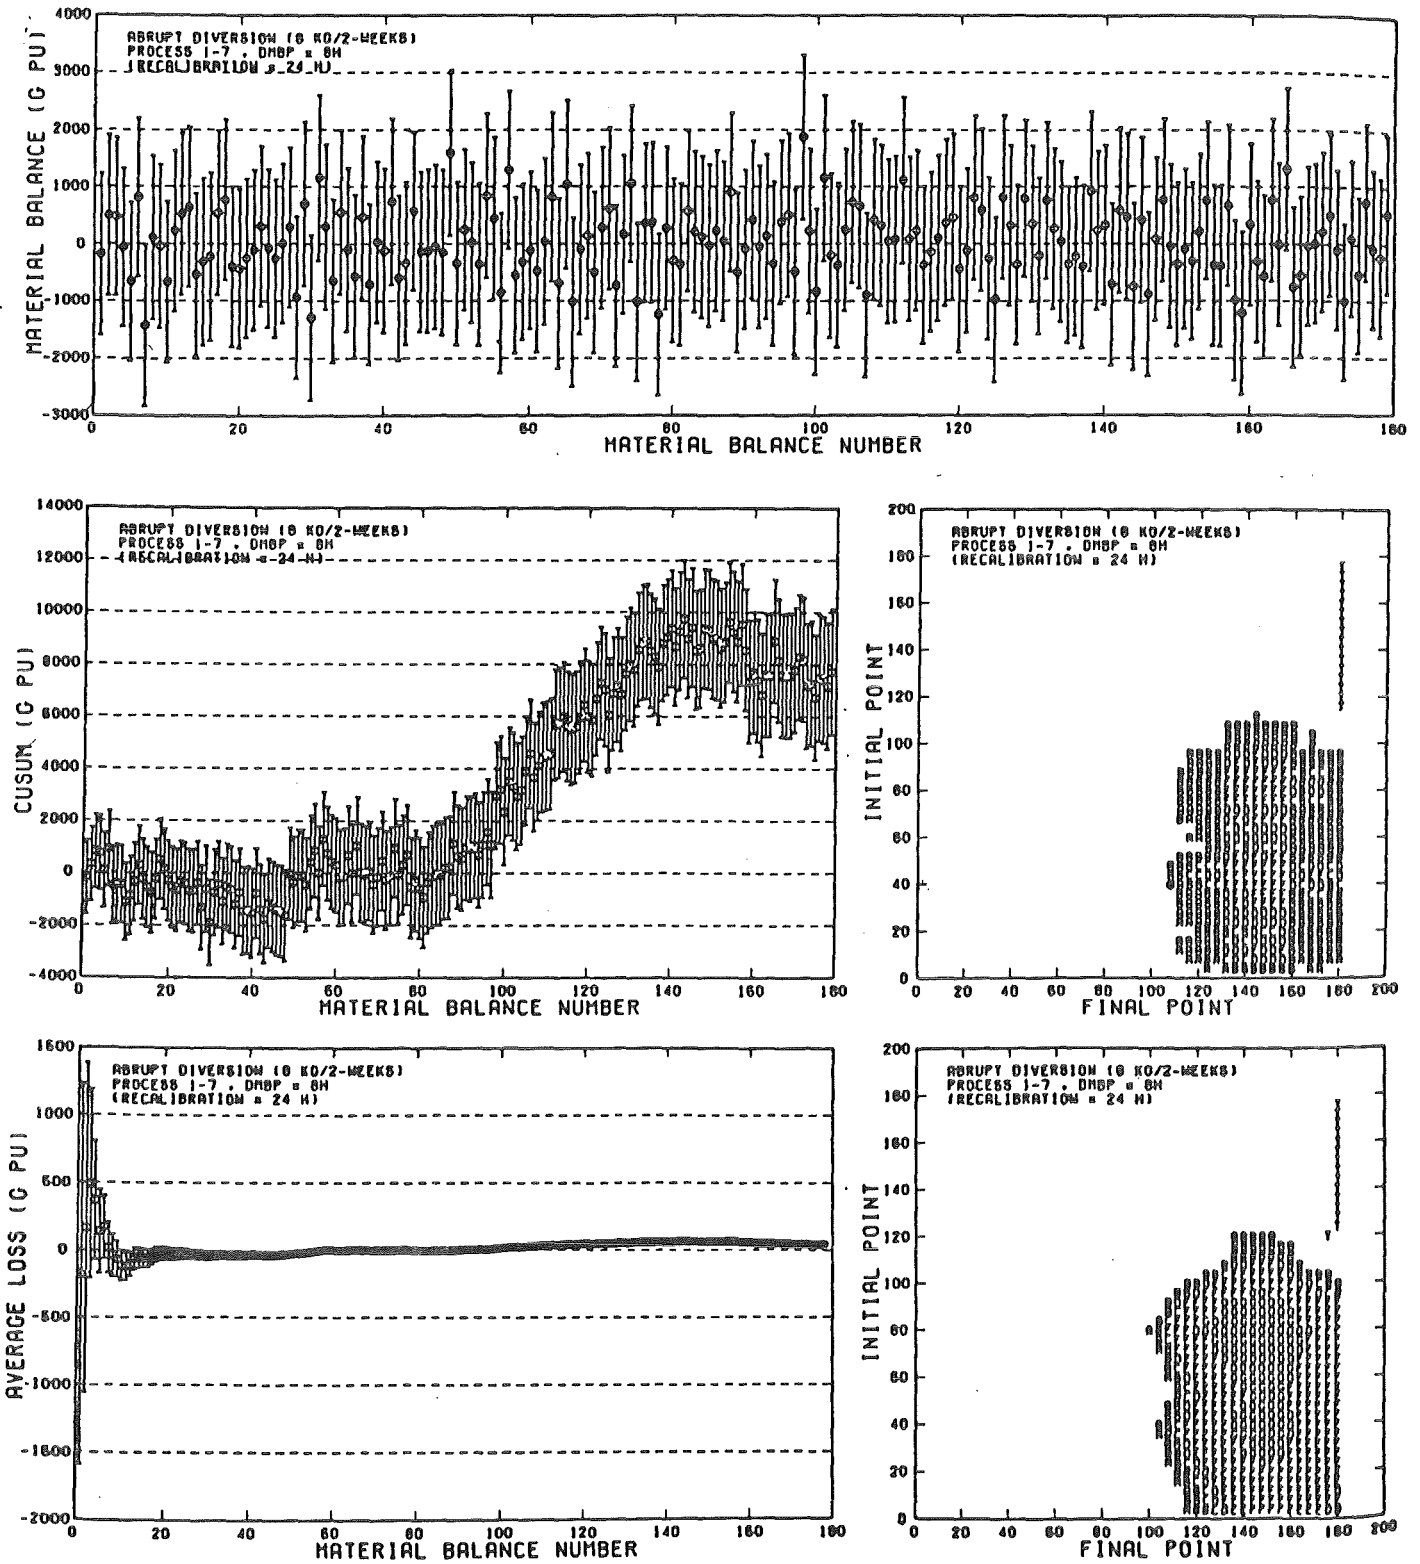 ABRUPT DIVERSION (8 KG/2-WEEKS)
PROCESS 1-7 , DMBP = 8H
(RECALIBRATION = 24 H)
MATERIAL BALANCE (G PU)
4000
3000
2000
1000
0
-1000
-2000
-3000
0 20 40 60 80 100 120 140 160 180
MATERIAL BALANCE NUMBER
ABRUPT DIVERSION (8 KG/2-WEEKS)
PROCESS 1-7 , DMBP = 8H
(RECALIBRATION = 24 H)
CUSUM (G PU)
14000
12000
10000
8000
6000
4000
2000
0
-2000
-4000
0 20 40 60 80 100 120 140 160 180
MATERIAL BALANCE NUMBER
ABRUPT DIVERSION (8 KG/2-WEEKS)
PROCESS 1-7 , DMBP = 8H
(RECALIBRATION = 24 H)
INITIAL POINT
200
180
160
140
120
100
80
60
40
20
0
0 20 40 60 80 100 120 140 160 180 200
FINAL POINT
ABRUPT DIVERSION (8 KG/2-WEEKS)
PROCESS 1-7 , DMBP = 8H
(RECALIBRATION = 24 H)
AVERAGE LOSS (G PU)
1500
1000
500
0
-500
-1000
-1500
-2000
0 20 40 60 80 100 120 140 160 180
MATERIAL BALANCE NUMBER
ABRUPT DIVERSION (8 KG/2-WEEKS)
PROCESS 1-7 , DMBP = 8H
(RECALIBRATION = 24 H)
INITIAL POINT
200
180
160
140
120
100
80
60
40
20
0
0 20 40 60 80 100 120 140 160 180 200
FINAL POINT